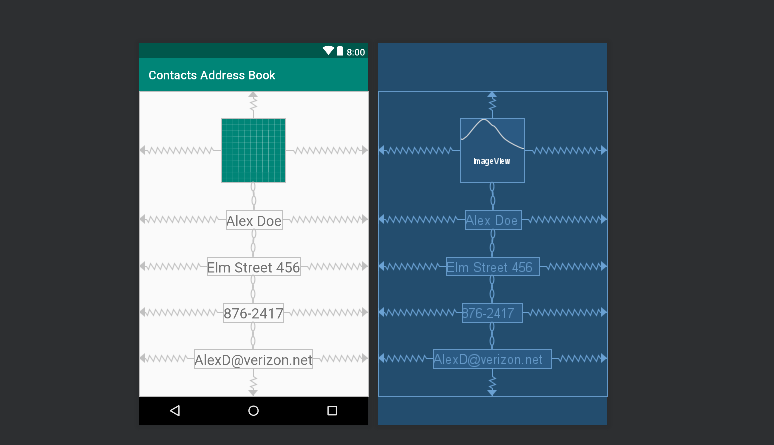 8:00
Contacts Address Book
ImageView
Alex Doe
Alex Doe
Elm Street 456
Elm Street 456
876-2417
876-2417
AlexD@verizon.net
AlexD@verizon.net